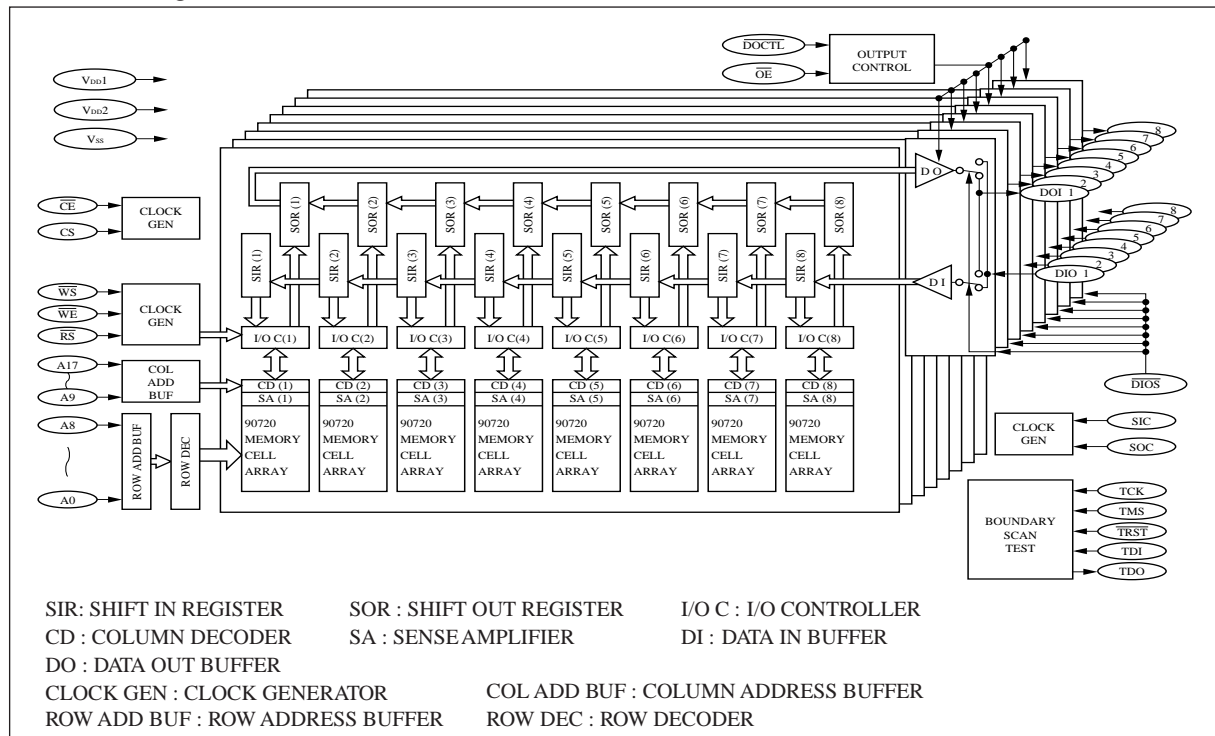 DOCTL
OE
OUTPUT
CONTROL
VDD1
VDD2
VSS
CE
CS
CLOCK
GEN
WS
WE
RS
CLOCK
GEN
A17
A9
COL
ADD
BUF
A8
A0
ROW ADD BUF
ROW DEC
SOR (1)
SOR (2)
SOR (3)
SOR (4)
SOR (5)
SOR (6)
SOR (7)
SOR (8)
SIR (1)
SIR (2)
SIR (3)
SIR (4)
SIR (5)
SIR (6)
SIR (7)
SIR (8)
I/O C(1)
I/O C(2)
I/O C(3)
I/O C(4)
I/O C(5)
I/O C(6)
I/O C(7)
I/O C(8)
CD (1)
CD (2)
CD (3)
CD (4)
CD (5)
CD (6)
CD (7)
CD (8)
SA (1)
SA (2)
SA (3)
SA (4)
SA (5)
SA (6)
SA (7)
SA (8)
90720
MEMORY
CELL
ARRAY
90720
MEMORY
CELL
ARRAY
90720
MEMORY
CELL
ARRAY
90720
MEMORY
CELL
ARRAY
90720
MEMORY
CELL
ARRAY
90720
MEMORY
CELL
ARRAY
90720
MEMORY
CELL
ARRAY
90720
MEMORY
CELL
ARRAY
D O
D I
8
7
6
5
4
3
2
DOI 1
8
7
6
5
4
3
2
DIO 1
DIOS
CLOCK
GEN
SIC
SOC
BOUNDARY
SCAN
TEST
TCK
TMS
TRST
TDI
TDO
SIR: SHIFT IN REGISTER SOR : SHIFT OUT REGISTER I/O C : I/O CONTROLLER
CD : COLUMN DECODER SA : SENSE AMPLIFIER DI : DATA IN BUFFER
DO : DATA OUT BUFFER
CLOCK GEN : CLOCK GENERATOR COL ADD BUF : COLUMN ADDRESS BUFFER
ROW ADD BUF : ROW ADDRESS BUFFER ROW DEC : ROW DECODER